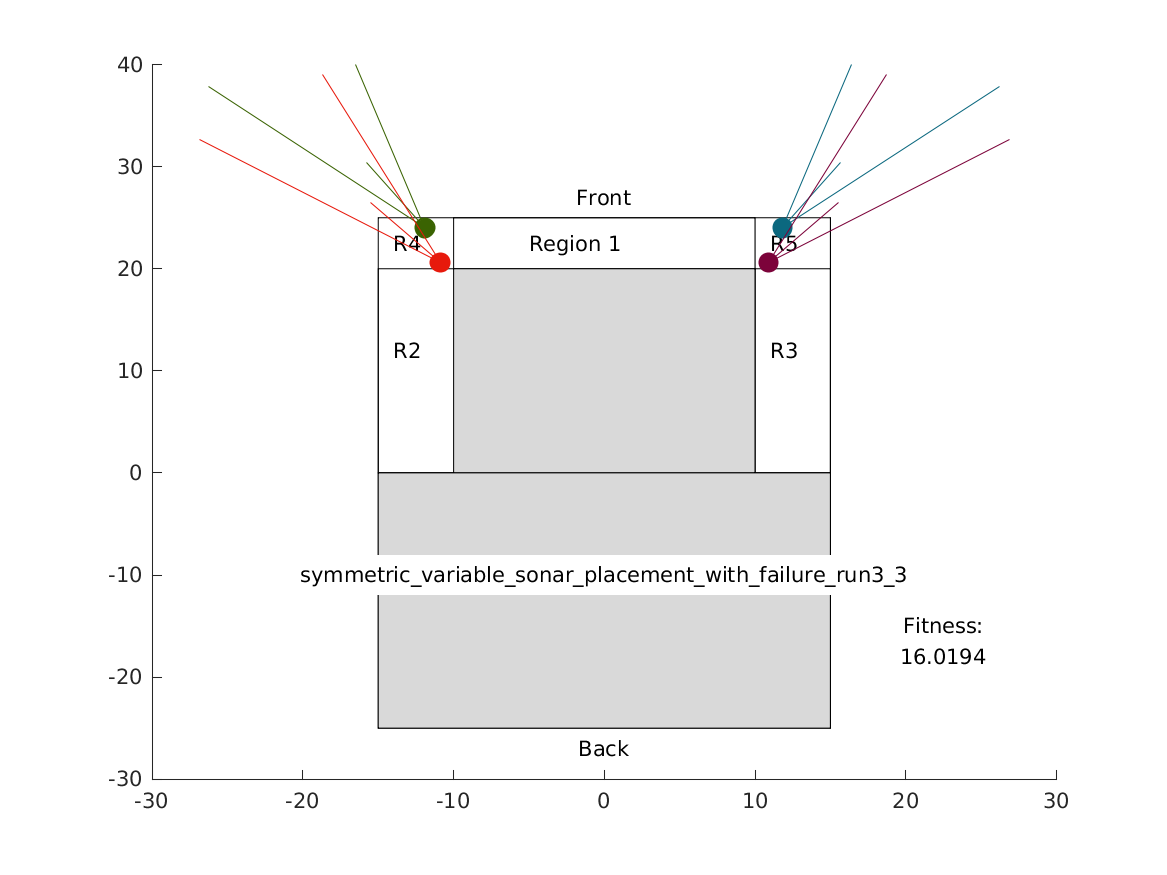 40
30
20
10
0
-10
-20
-30
Front
R4
Region 1
R5
R2
R3
symmetric_variable_sonar_placement_with_failure_run3_3
Fitness:
16.0194
Back
-30
-20
-10
0
10
20
30